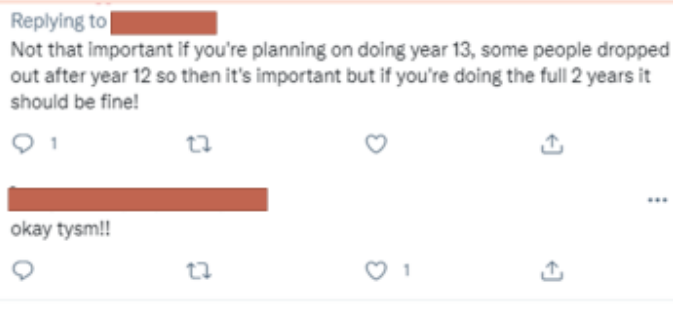 Replying to
Not that important if you're planning on doing year 13, some people dropped
out after year 12 so then it's important but if you're doing the full 2 years it
should be fine!
1
okay tysm!!
1